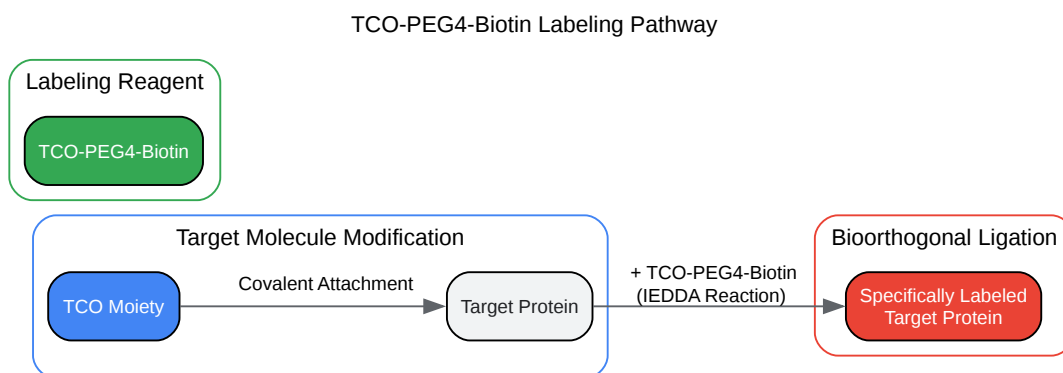 TCO-PEG4-Biotin Labeling Pathway
Labeling Reagent
TCO-PEG4-Biotin
Target Molecule Modification
TCO Moiety
Covalent Attachment
Target Protein
+ TCO-PEG4-Biotin
(IEDDA Reaction)
Bioorthogonal Ligation
Specifically Labeled
Target Protein